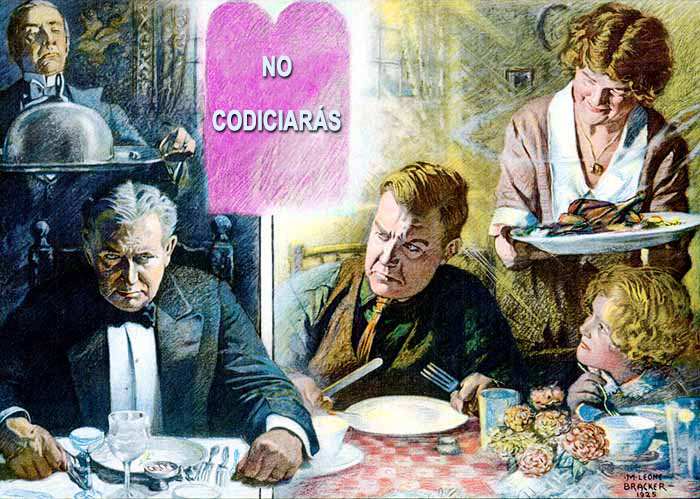 NO
CODICIARÁS
M. LEONE
BRACKER
1925